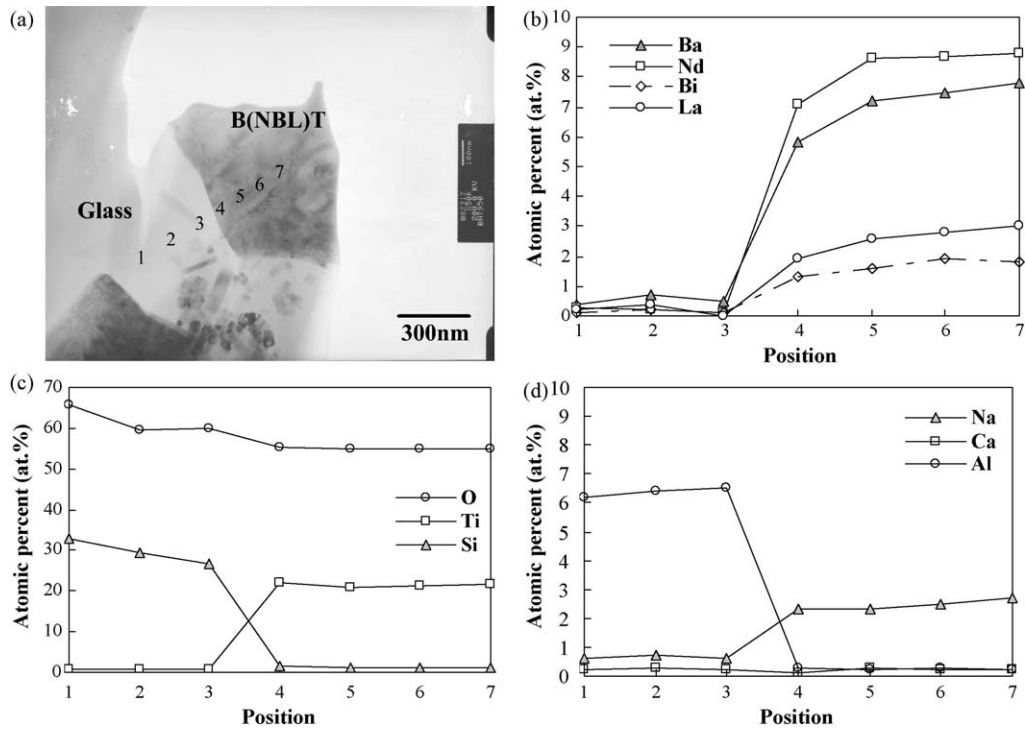 (a)
B(NBL)T
Glass
1
2
3
4
5
6
7
100nm
200.0 KV
300nm
(b)
Ba
Nd
Bi
La
Atomic percent (at.%)
10
9
8
7
6
5
4
3
2
1
0
1 2 3 4 5 6 7
Position
(c)
O
Ti
Si
Atomic percent (at.%)
70
60
50
40
30
20
10
0
1 2 3 4 5 6 7
Position
(d)
Na
Ca
Al
Atomic percent (at.%)
10
9
8
7
6
5
4
3
2
1
0
1 2 3 4 5 6 7
Position